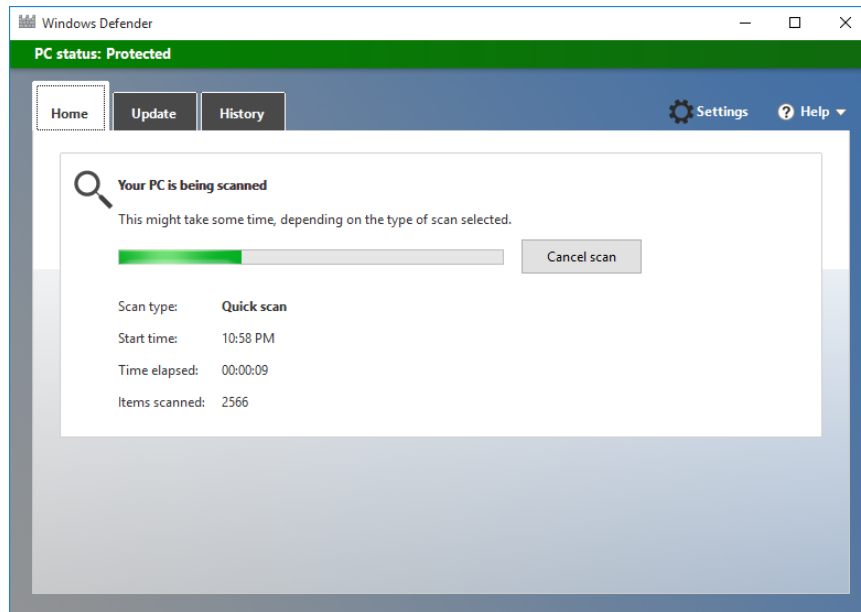 Windows Defender
PC status: Protected
Home Update History Settings Help
Your PC is being scanned
This might take some time, depending on the type of scan selected.
Cancel scan
Scan type: Quick scan
Start time: 10:58 PM
Time elapsed: 00:00:09
Items scanned: 2566